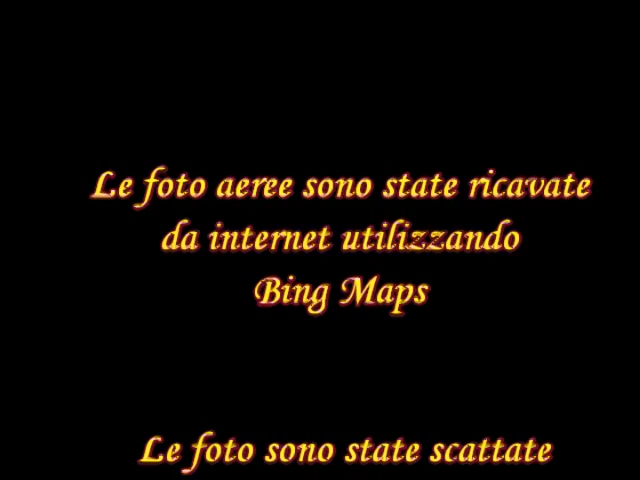 Le foto aeree sono state ricavate
da internet utilizzando
Bing Maps
Le foto sono state scattate